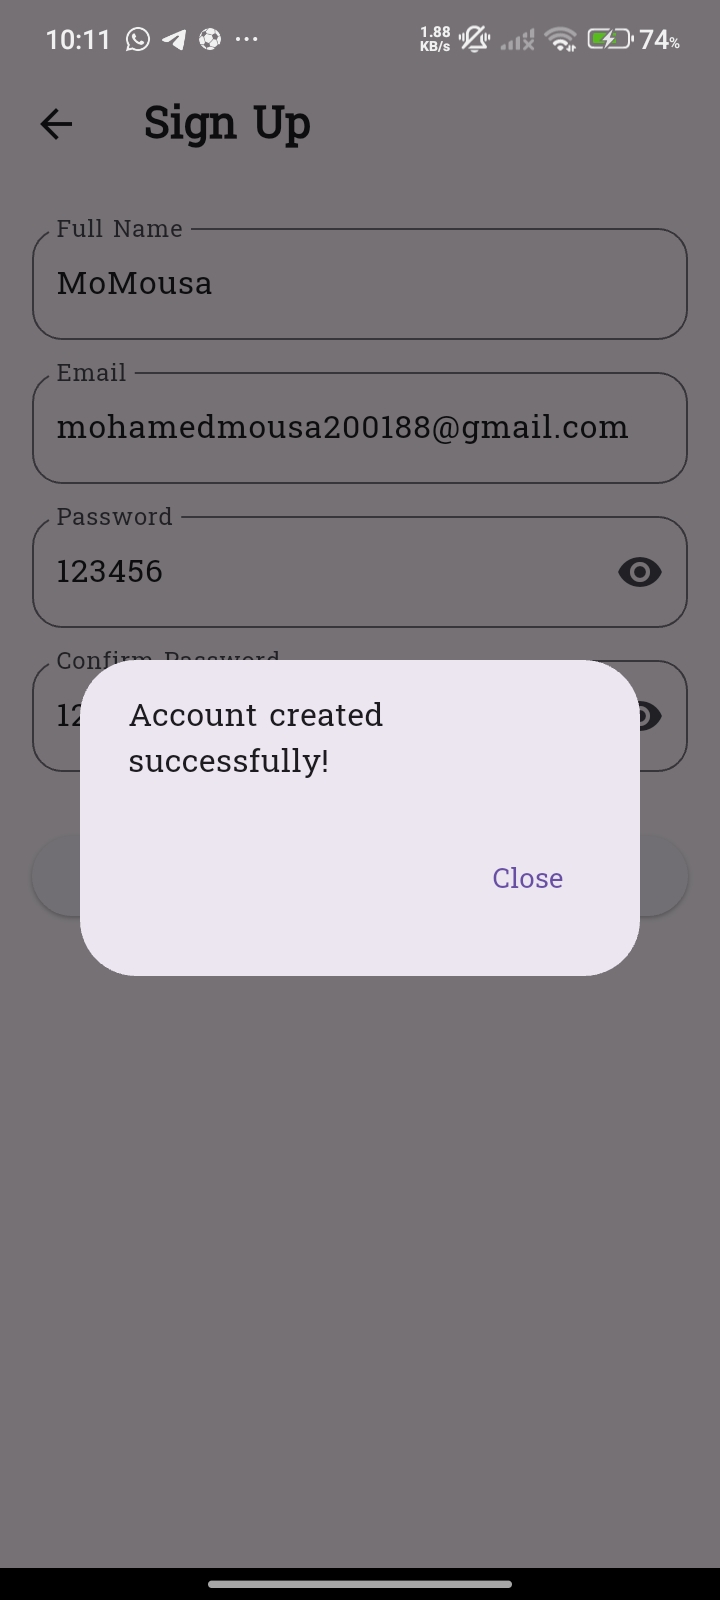 10:11 1.88 KB/s 74%
Sign Up
Full Name
MoMousa
Email
mohamedmousa200188@gmail.com
Password
123456
Confirm Password
12
Account created
successfully!
Close